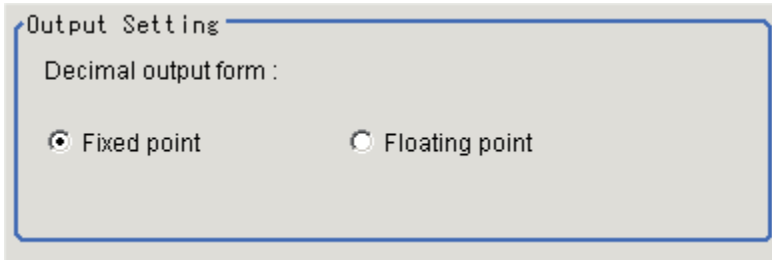 Output Setting
Decimal output form :
Fixed point
Floating point